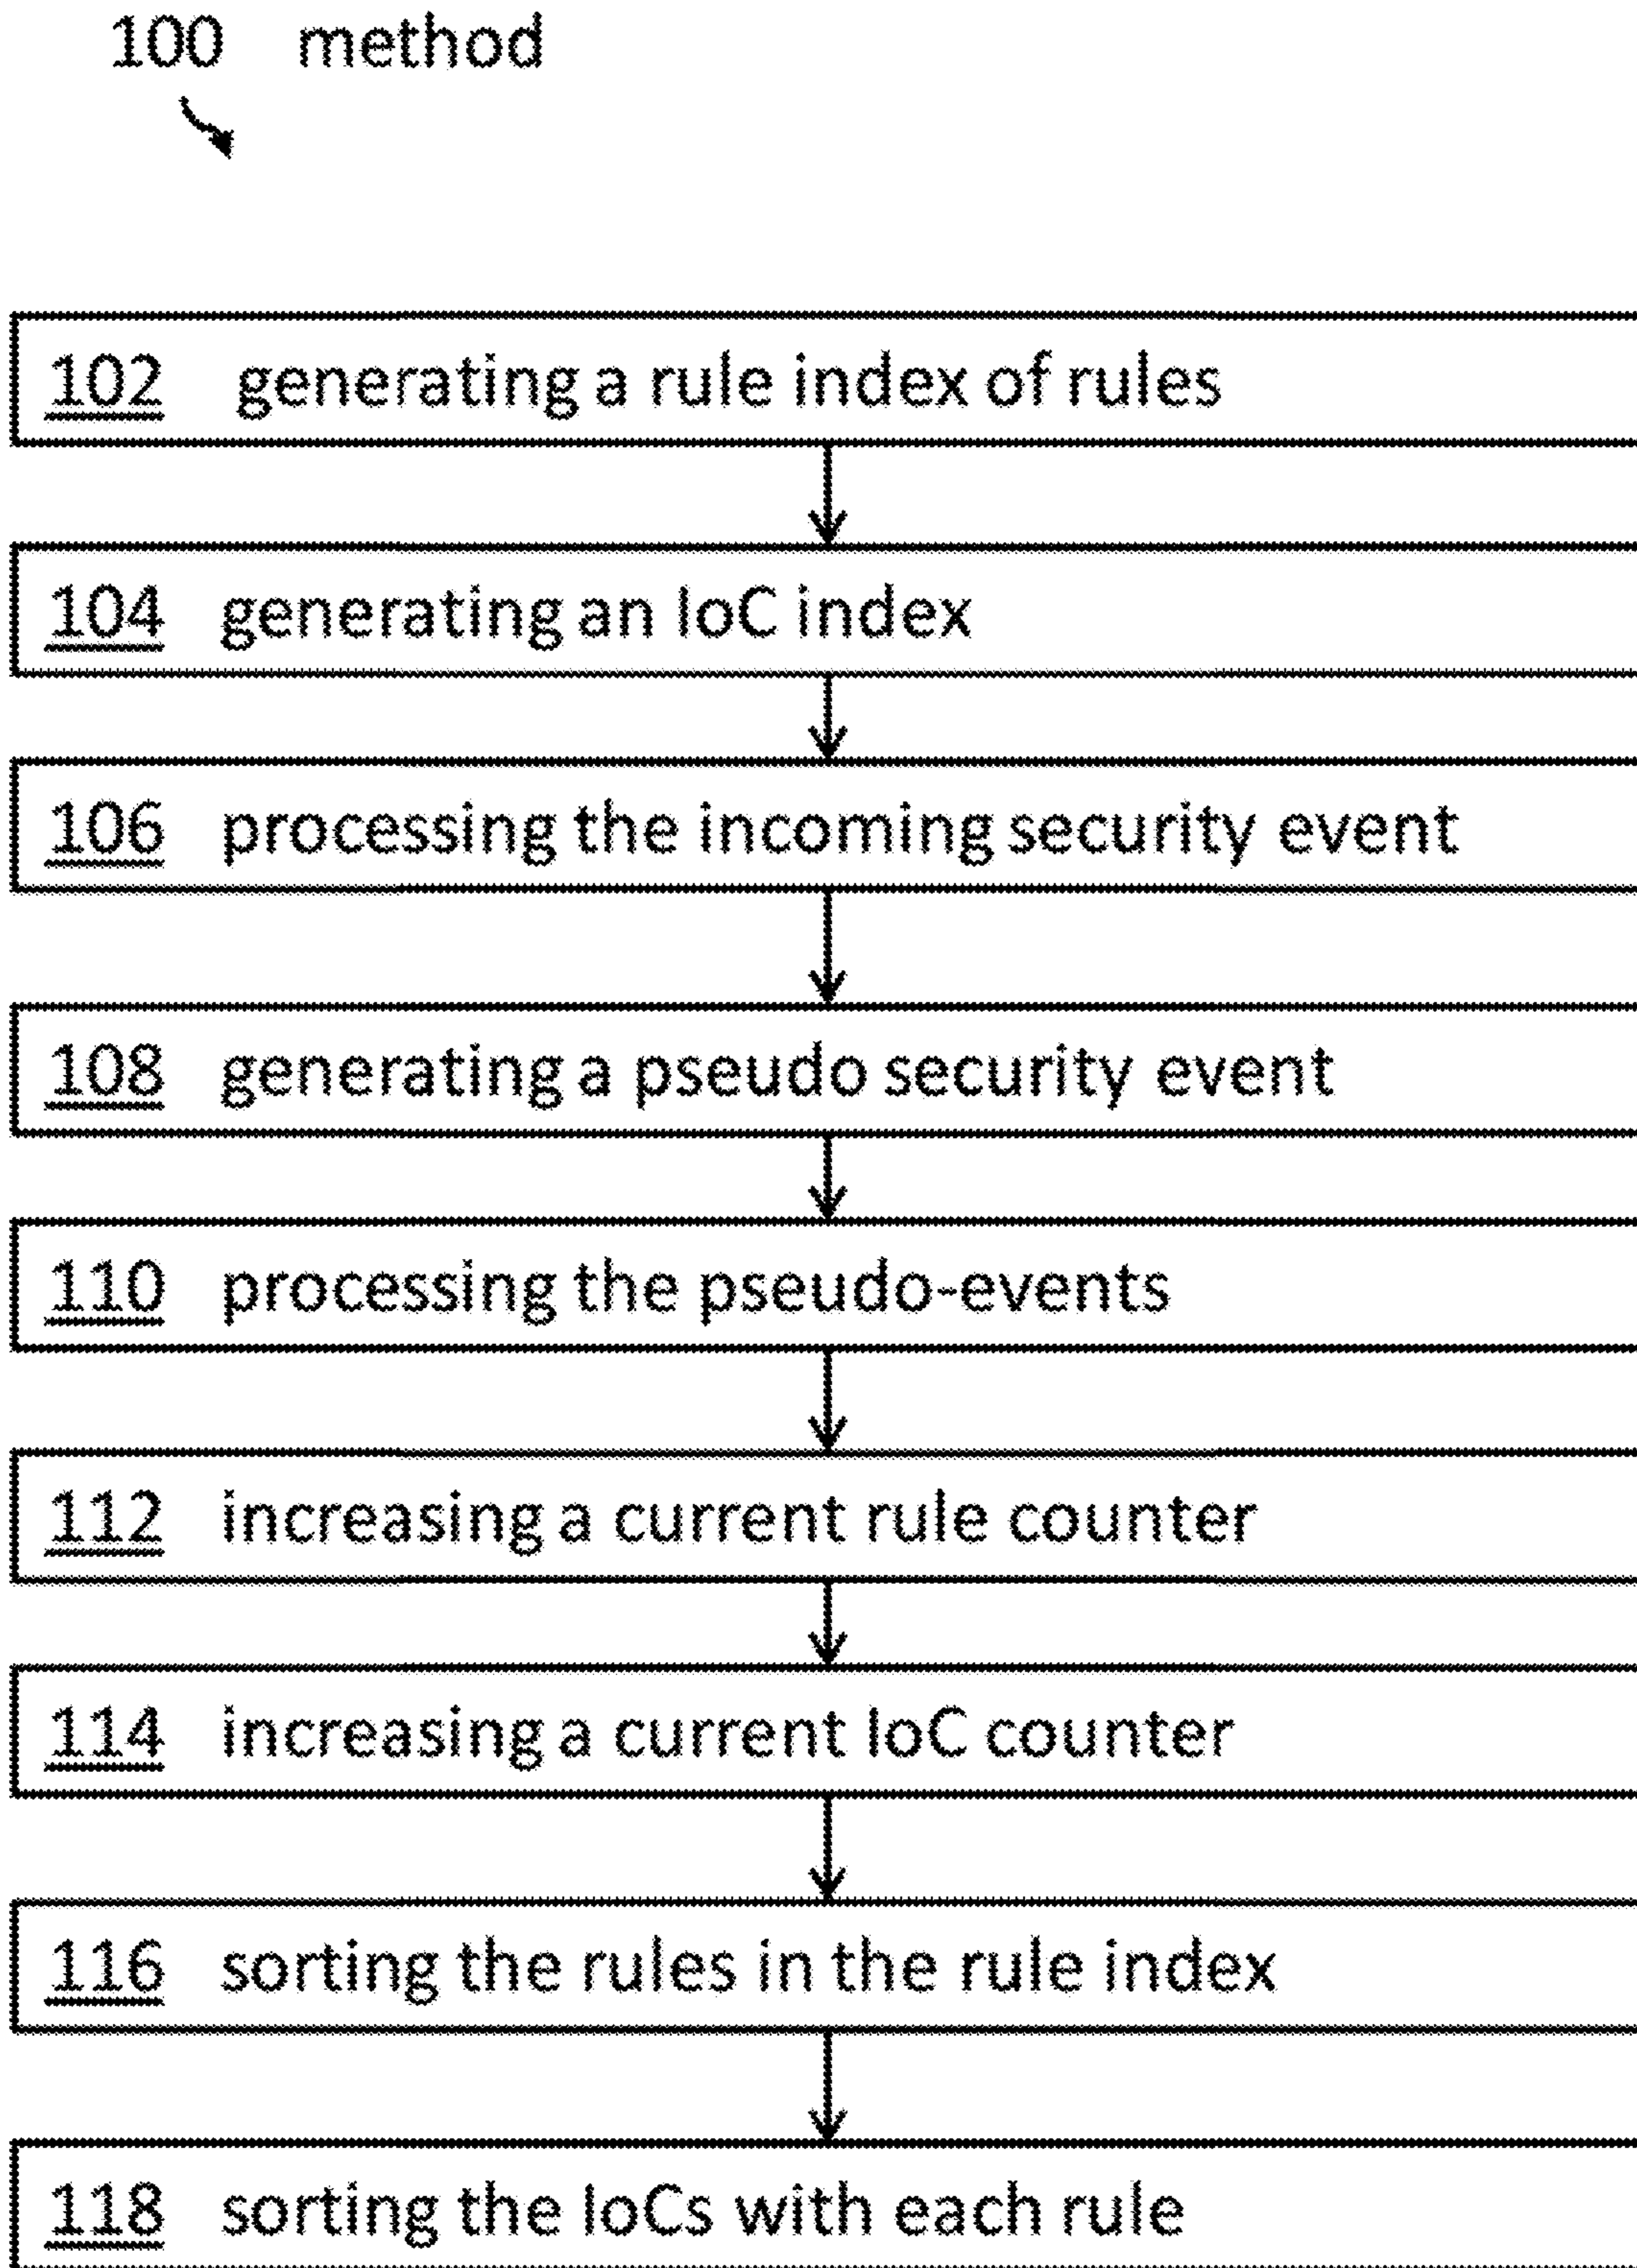 100 method
102 generating a rule index of rules
104 generating an IoC index
106 processing the incoming security event
108 generating a pseudo security event
110 processing the pseudo-events
112 increasing a current rule counter
114 increasing a current IoC counter
116 sorting the rules in the rule index
118 sorting the IoCs with each rule